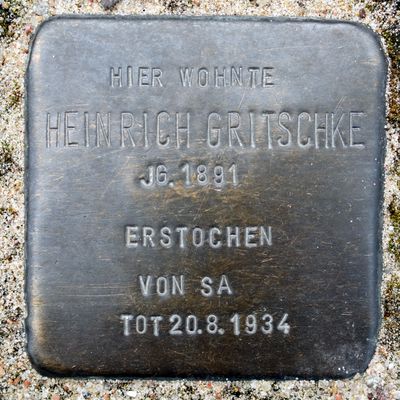 HIER WOHNTE
HEINRICH GRITSCHKE
JG. 1891
ERSTOCHEN
VON SA
TOT 20.8.1934